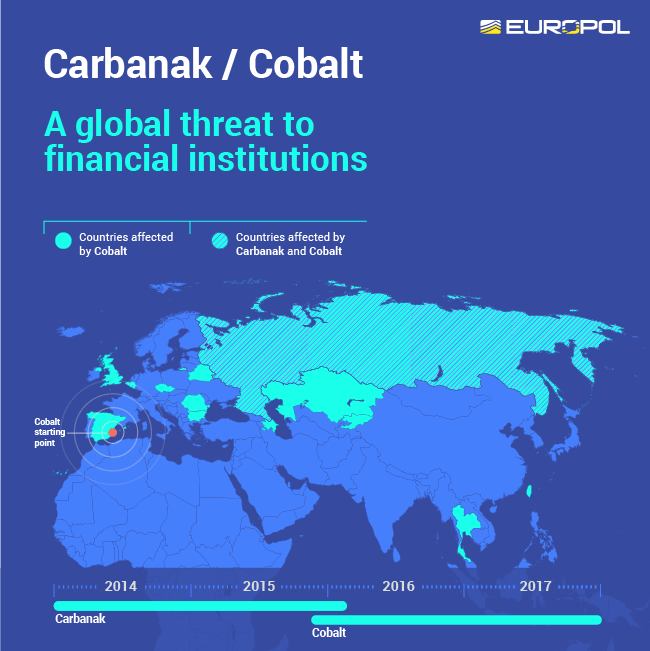 EUROPOL
Carbanak / Cobalt
A global threat to
financial institutions
Countries affected
by Cobalt
Countries affected by
Carbanak and Cobalt
Cobalt
starting
point
2014 2015 2016 2017
Carbanak
Cobalt